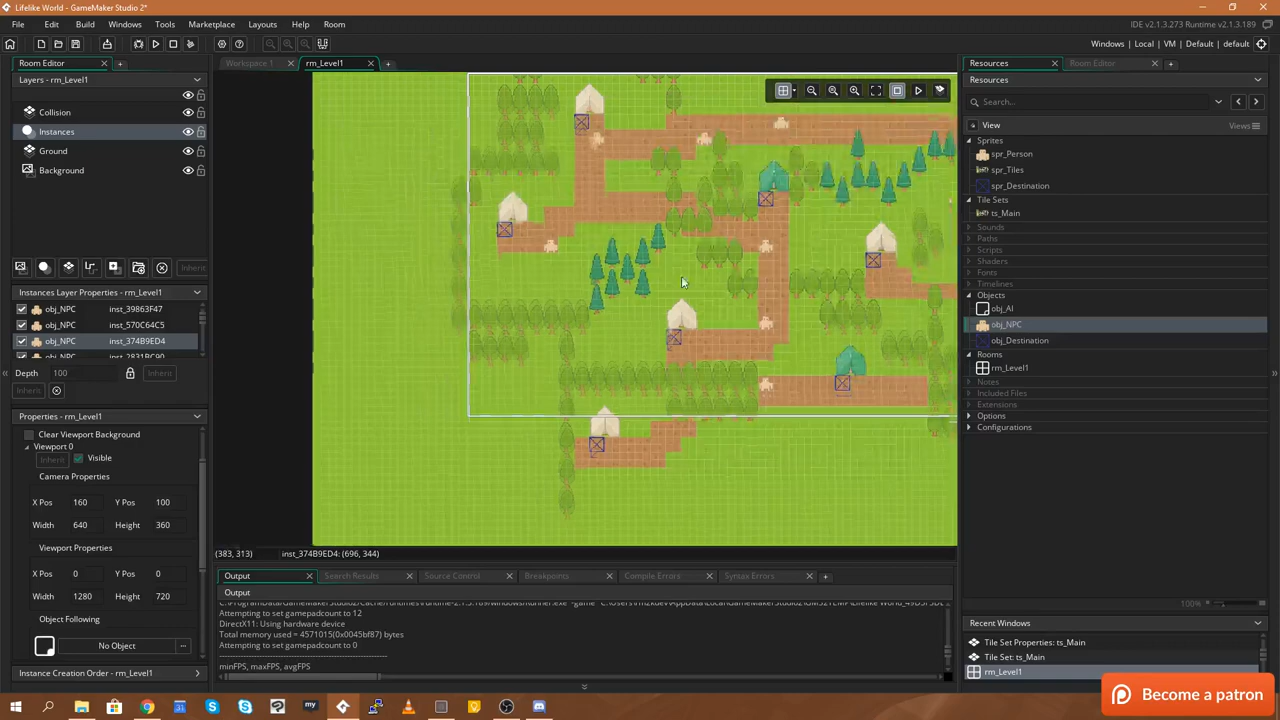 Lifelike World - GameMaker Studio 2*
File Edit Build Windows Tools Marketplace Layouts Help Room
IDE v2.1.3.273 Runtime v2.1.3.189
Windows | Local | VM | Default | default
Room Editor
Workspace 1
rm_Level1
Resources
Room Editor
Layers - rm_Level1
Resources
Search...
Collision
Instances
Ground
Background
View
Views
Sprites
spr_Person
spr_Tiles
spr_Destination
Tile Sets
ts_Main
Sounds
Paths
Scripts
Shaders
Fonts
Timelines
Objects
obj_AI
obj_NPC
obj_Destination
Rooms
rm_Level1
Notes
Included Files
Extensions
Options
Configurations
Inherit
Instances Layer Properties - rm_Level1
obj_NPC inst_39863F47
obj_NPC inst_570C64C5
obj_NPC inst_374B9ED4
obj_NPC inst_2831BC90
Depth 100 Inherit
Inherit
Properties - rm_Level1
Clear Viewport Background
Viewport 0
Inherit Visible
Camera Properties
X Pos 160 Y Pos 100
Width 640 Height 360
Viewport Properties
X Pos 0 Y Pos 0
Width 1280 Height 720
Object Following
No Object
Instance Creation Order - rm_Level1
(383, 313) inst_374B9ED4: (696, 344)
Output Search Results Source Control Breakpoints Compile Errors Syntax Errors
Output
Attempting to set gamepadcount to 12
DirectX11: Using hardware device
Total memory used = 4571015(0x0045bf87) bytes
Attempting to set gamepadcount to 0
minFPS, maxFPS, avgFPS
100%
Recent Windows
Tile Set Properties: ts_Main
Tile Set: ts_Main
rm_Level1
my
Become a patron